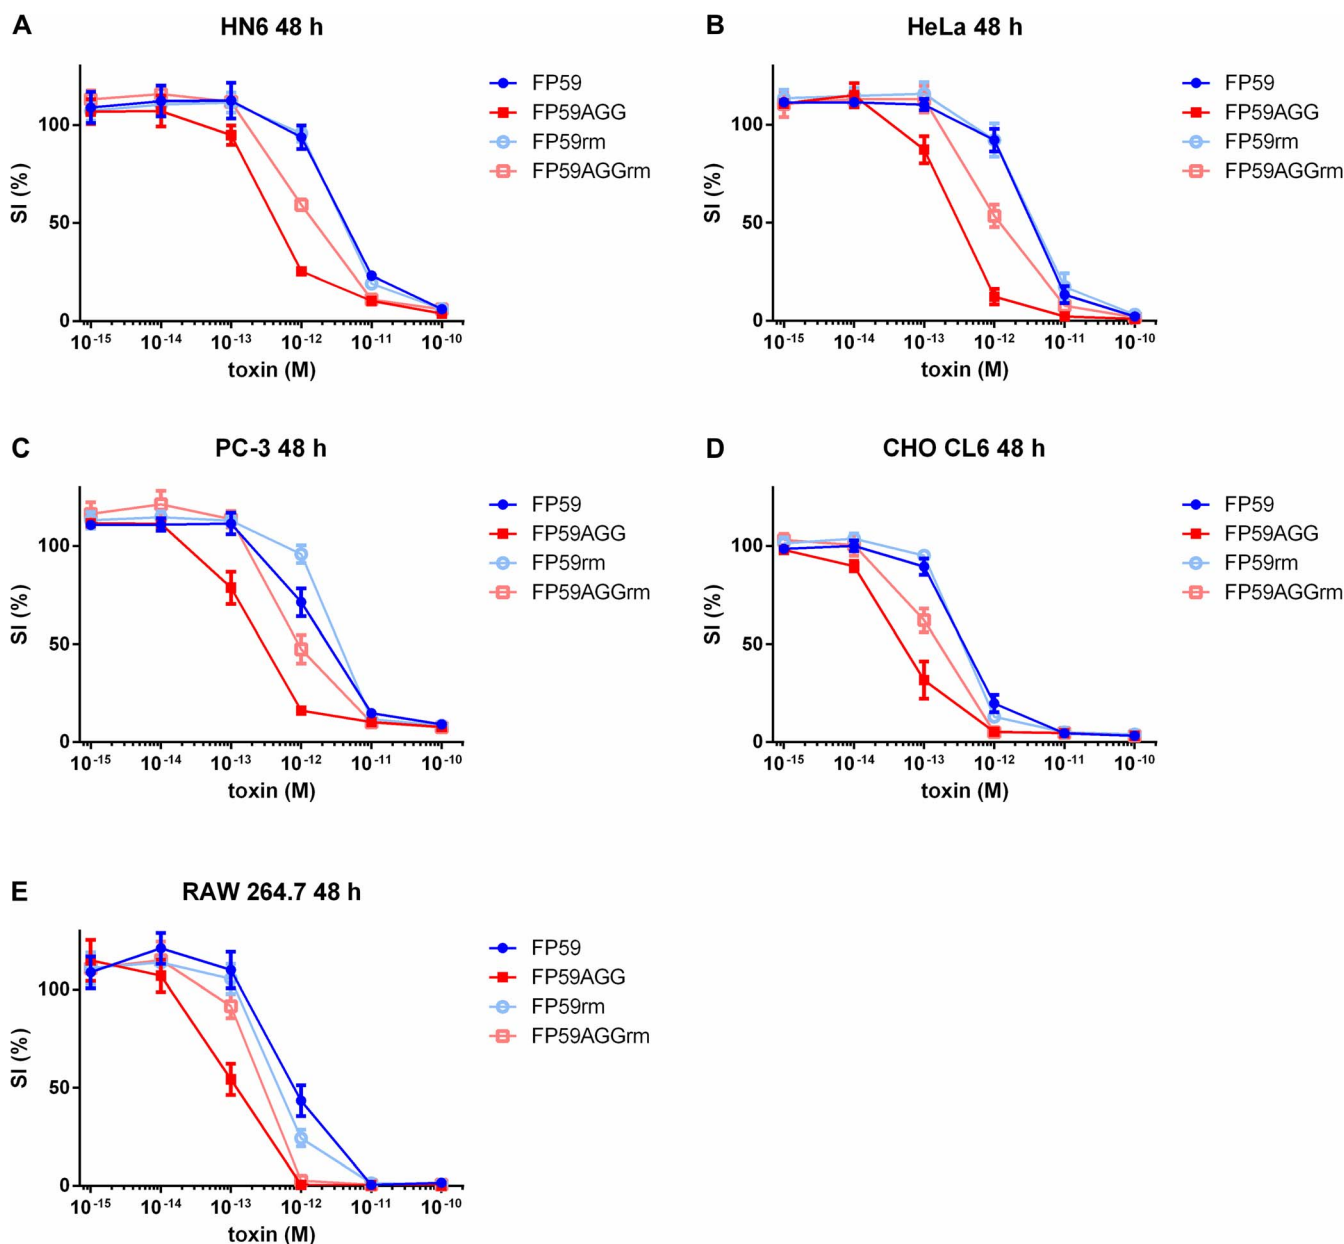 A
HN6 48 h
SI (%)
100
50
0
10⁻¹⁵ 10⁻¹⁴ 10⁻¹³ 10⁻¹² 10⁻¹¹ 10⁻¹⁰
toxin (M)
FP59
FP59AGG
FP59rm
FP59AGGrm
B
HeLa 48 h
SI (%)
100
50
0
10⁻¹⁵ 10⁻¹⁴ 10⁻¹³ 10⁻¹² 10⁻¹¹ 10⁻¹⁰
toxin (M)
FP59
FP59AGG
FP59rm
FP59AGGrm
C
PC-3 48 h
SI (%)
100
50
0
10⁻¹⁵ 10⁻¹⁴ 10⁻¹³ 10⁻¹² 10⁻¹¹ 10⁻¹⁰
toxin (M)
FP59
FP59AGG
FP59rm
FP59AGGrm
D
CHO CL6 48 h
SI (%)
100
50
0
10⁻¹⁵ 10⁻¹⁴ 10⁻¹³ 10⁻¹² 10⁻¹¹ 10⁻¹⁰
toxin (M)
FP59
FP59AGG
FP59rm
FP59AGGrm
E
RAW 264.7 48 h
SI (%)
100
50
0
10⁻¹⁵ 10⁻¹⁴ 10⁻¹³ 10⁻¹² 10⁻¹¹ 10⁻¹⁰
toxin (M)
FP59
FP59AGG
FP59rm
FP59AGGrm